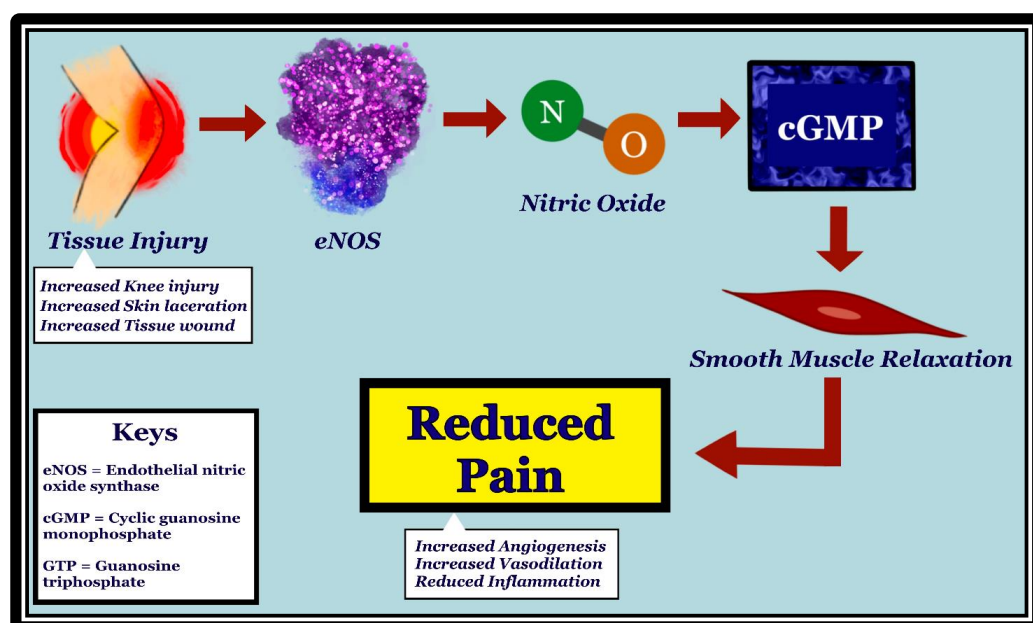 N
O
cGMP
Tissue Injury
eNOS
Nitric Oxide
Increased Knee injury
Increased Skin laceration
Increased Tissue wound
Smooth Muscle Relaxation
Reduced
Pain
Increased Angiogenesis
Increased Vasodilation
Reduced Inflammation
Keys
eNOS = Endothelial nitric
oxide synthase
cGMP = Cyclic guanosine
monophosphate
GTP = Guanosine
triphosphate